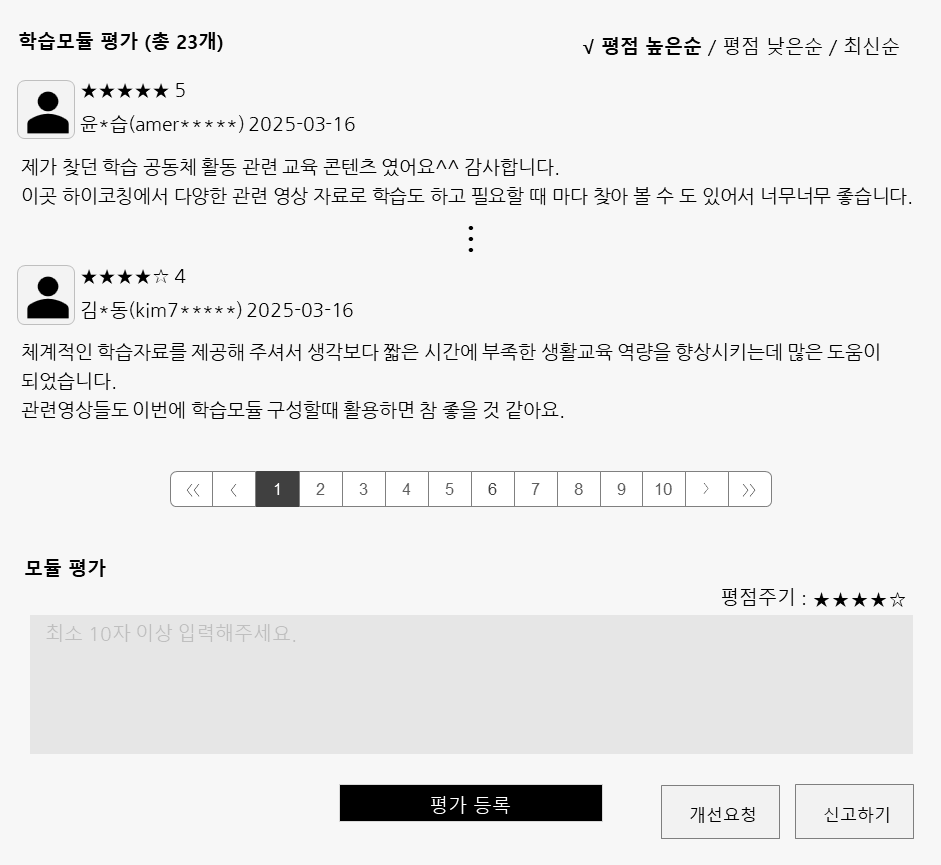 학습모듈 평가 (총 23개)
√ 평점 높은순 / 평점 낮은순 / 최신순
★★★★★ 5
윤*습(amer*****) 2025-03-16
제가 찾던 학습 공동체 활동 관련 교육 콘텐츠 였어요^^ 감사합니다.
이곳 하이코칭에서 다양한 관련 영상 자료로 학습도 하고 필요할 때 마다 찾아 볼 수 도 있어서 너무너무 좋습니다.
⋮
★★★★☆ 4
김*동(kim7*****) 2025-03-16
체계적인 학습자료를 제공해 주셔서 생각보다 짧은 시간에 부족한 생활교육 역량을 향상시키는데 많은 도움이
되었습니다.
관련영상들도 이번에 학습모듈 구성할때 활용하면 참 좋을 것 같아요.
《 〈 1 2 3 4 5 6 7 8 9 10 〉 》
모듈 평가
평점주기 : ★★★★☆
최소 10자 이상 입력해주세요.
평가 등록
개선요청
신고하기